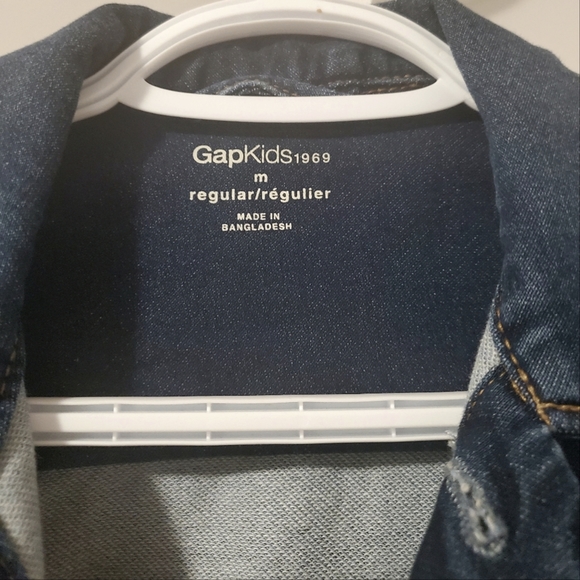 GapKids1969
m
regular/régulier
MADE IN
BANGLADESH